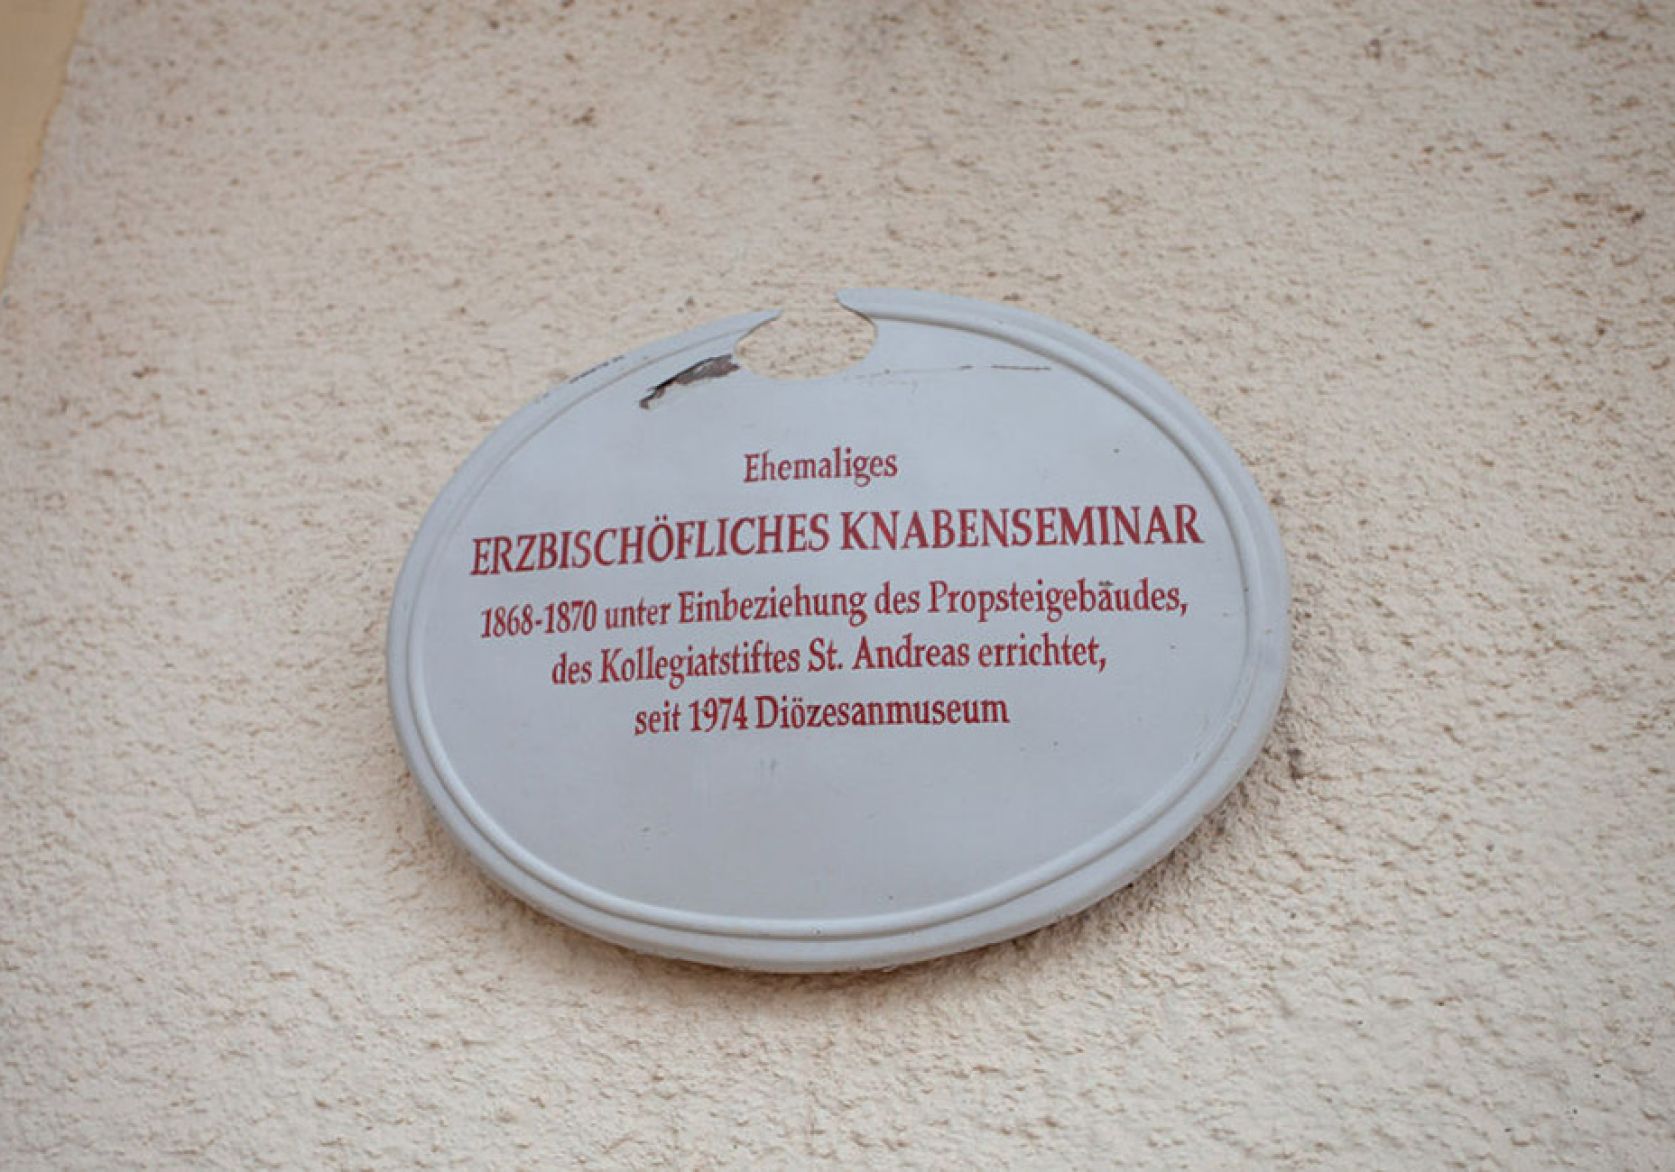 Ehemaliges
ERZBISCHÖFLICHES KNABENSEMINAR
1868-1870 unter Einbeziehung des Propsteigebäudes,
des Kollegiatstiftes St. Andreas errichtet,
seit 1974 Diözesanmuseum